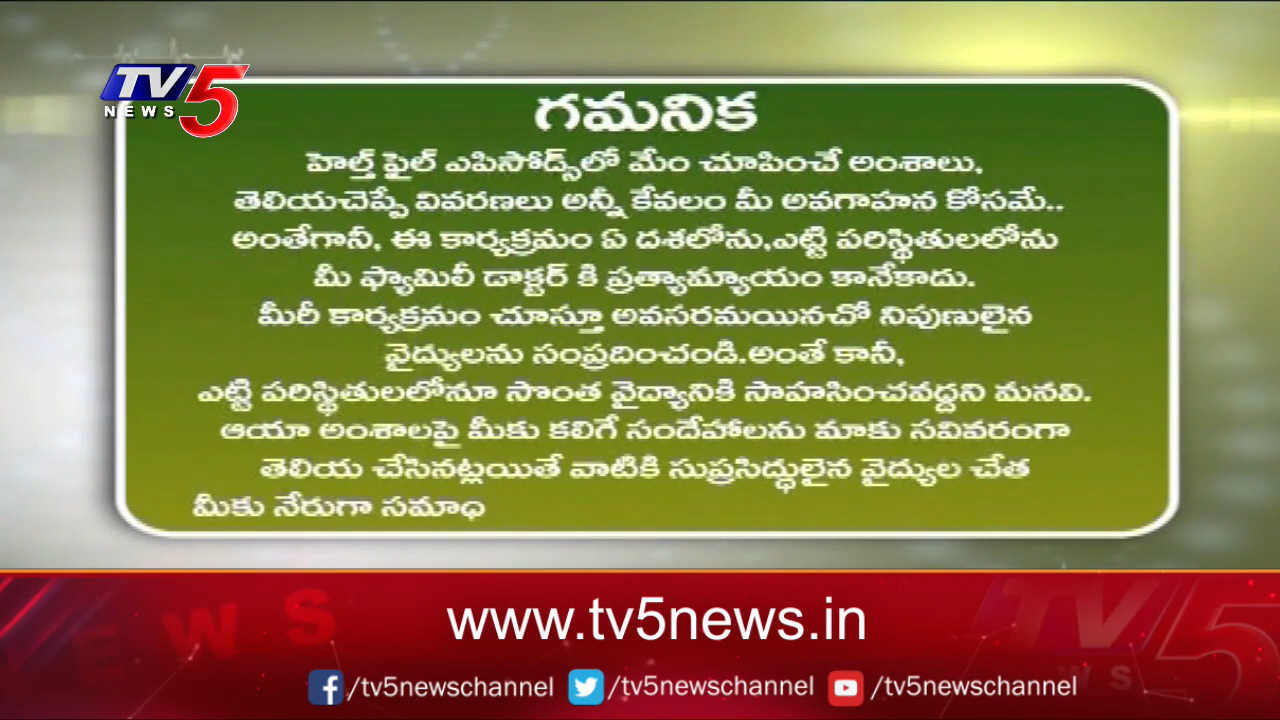 TV5
NEWS
గమనిక
హెల్త్ ఫైల్ ఎపిసోడ్స్‌లో మేం చూపించే అంశాలు,
తెలియచెప్పే వివరణలు అన్నీ కేవలం మీ అవగాహన కోసమే..
అంతేగానీ, ఈ కార్యక్రమం ఏ దశలోను,ఎట్టి పరిస్థితులలోను
మీ ఫ్యామిలీ డాక్టర్ కి ప్రత్యామ్యాయం కానేకాదు.
మీరీ కార్యక్రమం చూస్తూ అవసరమయినచో నిపుణులైన
వైద్యులను సంప్రదించండి.అంతే కానీ,
ఎట్టి పరిస్థితులలోనూ సొంత వైద్యానికి సాహసించవద్దని మనవి.
ఆయా అంశాలపై మీకు కలిగే సందేహాలను మాకు సవివరంగా
తెలియ చేసినట్లయితే వాటికి సుప్రసిద్ధులైన వైద్యుల చేత
మీకు నేరుగా సమాధ
www.tv5news.in
/tv5newschannel /tv5newschannel /tv5newschannel